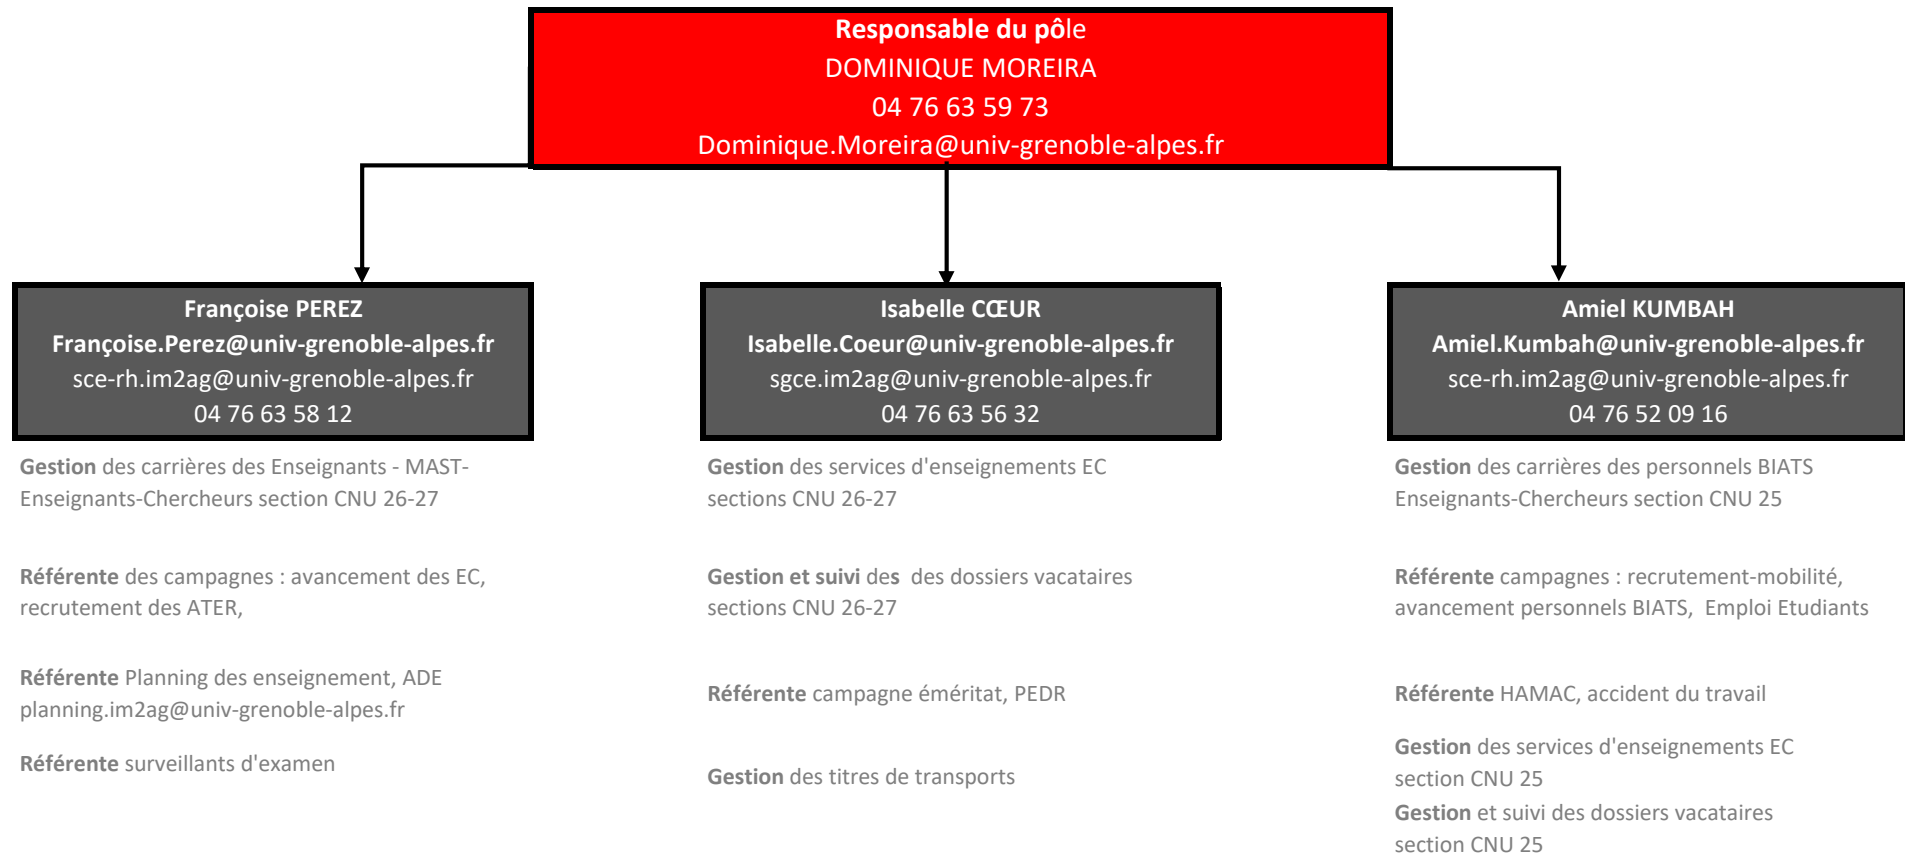 Responsable du pôle
DOMINIQUE MOREIRA
04 76 63 59 73
Dominique.Moreira@univ-grenoble-alpes.fr
Françoise PEREZ
Françoise.Perez@univ-grenoble-alpes.fr
sce-rh.im2ag@univ-grenoble-alpes.fr
04 76 63 58 12
Gestion des carrières des Enseignants - MAST-
Enseignants-Chercheurs section CNU 26-27
Référente des campagnes : avancement des EC,
recrutement des ATER,
Référente Planning des enseignement, ADE
planning.im2ag@univ-grenoble-alpes.fr
Référente surveillants d'examen
Isabelle CŒUR
Isabelle.Coeur@univ-grenoble-alpes.fr
sgce.im2ag@univ-grenoble-alpes.fr
04 76 63 56 32
Gestion des services d'enseignements EC
sections CNU 26-27
Gestion et suivi des  des dossiers vacataires
sections CNU 26-27
Référente campagne éméritat, PEDR
Gestion des titres de transports
Amiel KUMBAH
Amiel.Kumbah@univ-grenoble-alpes.fr
sce-rh.im2ag@univ-grenoble-alpes.fr
04 76 52 09 16
Gestion des carrières des personnels BIATS
Enseignants-Chercheurs section CNU 25
Référente campagnes : recrutement-mobilité,
avancement personnels BIATS,  Emploi Etudiants
Référente HAMAC, accident du travail
Gestion des services d'enseignements EC
section CNU 25
Gestion et suivi des dossiers vacataires
section CNU 25